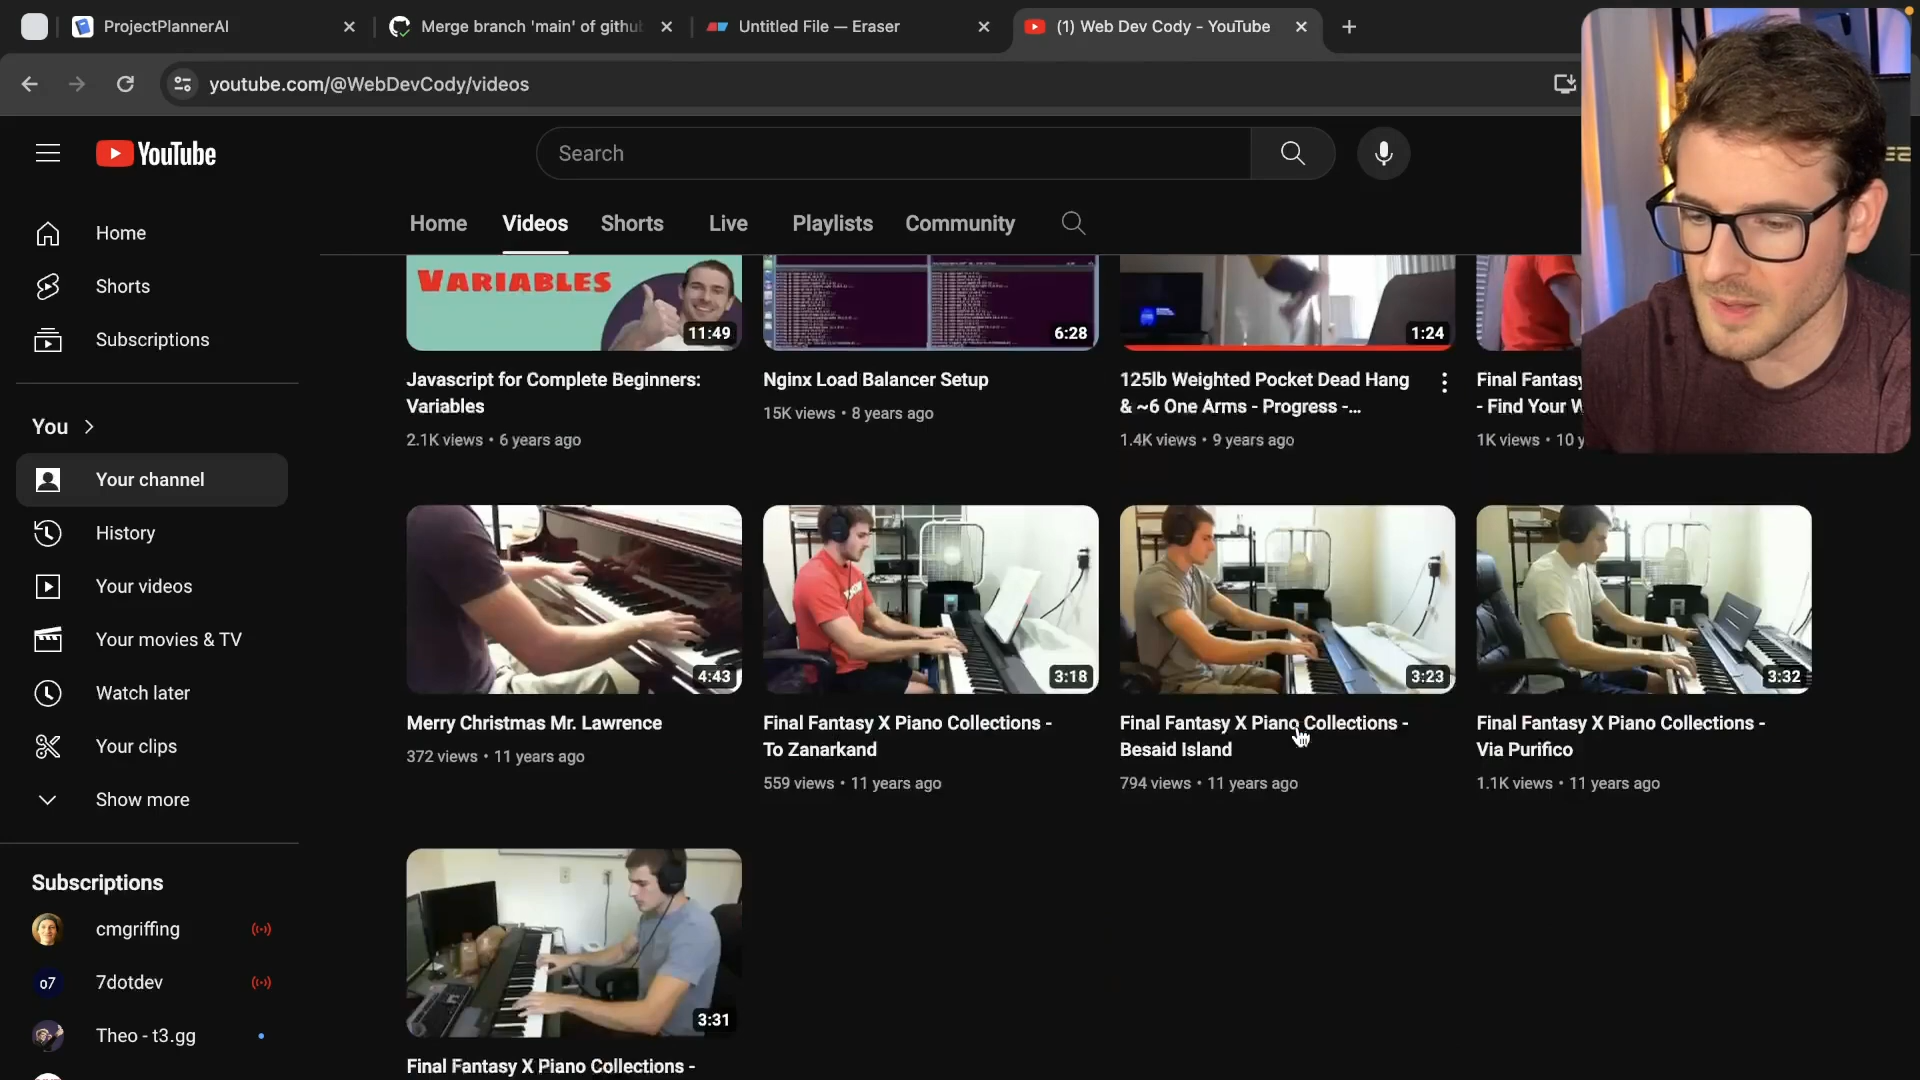 ProjectPlannerAI
Merge branch 'main' of githu
Untitled File — Eraser
(1) Web Dev Cody - YouTube
youtube.com/@WebDevCody/videos
YouTube
Search
Home
Videos
Shorts
Live
Playlists
Community
Home
Shorts
Subscriptions
You
Your channel
History
Your videos
Your movies & TV
Watch later
Your clips
Show more
Subscriptions
cmgriffing
o7
7dotdev
Theo - t3.gg
VARIABLES
11:49
Javascript for Complete Beginners:
Variables
2.1K views • 6 years ago
6:28
Nginx Load Balancer Setup
15K views • 8 years ago
1:24
125lb Weighted Pocket Dead Hang
& ~6 One Arms - Progress -...
1.4K views • 9 years ago
Final Fantasy
- Find Your
1K views • 10
4:43
Merry Christmas Mr. Lawrence
372 views • 11 years ago
3:18
Final Fantasy X Piano Collections -
To Zanarkand
559 views • 11 years ago
3:23
Final Fantasy X Piano Collections -
Besaid Island
794 views • 11 years ago
3:32
Final Fantasy X Piano Collections -
Via Purifico
1.1K views • 11 years ago
3:31
Final Fantasy X Piano Collections -